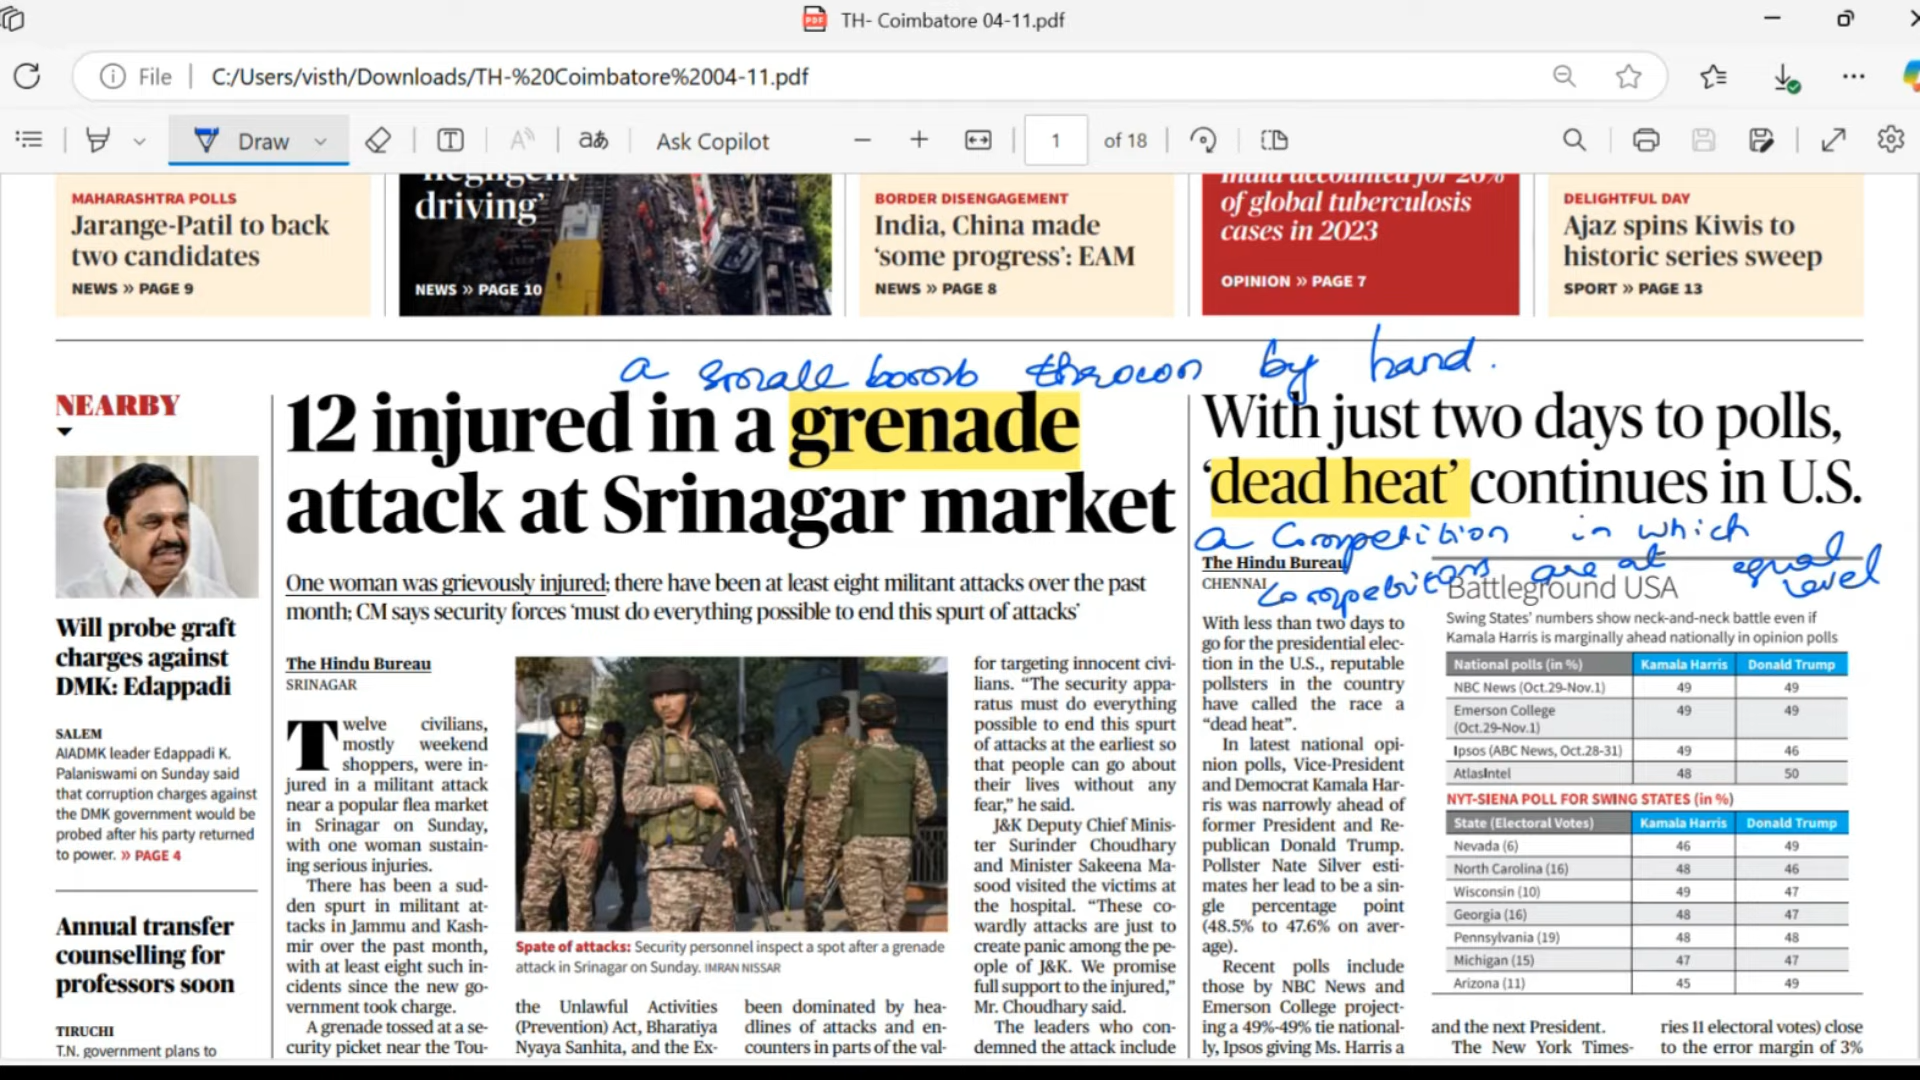 TH- Coimbatore 04-11.pdf
File
C:/Users/visth/Downloads/TH-%20Coimbatore%2004-11.pdf
Draw
aあ
Ask Copilot
1
of 18
MAHARASHTRA POLLS
Jarange-Patil to back
two candidates
NEWS » PAGE 9
'negligent
driving'
NEWS » PAGE 10
BORDER DISENGAGEMENT
India, China made
‘some progress’: EAM
NEWS » PAGE 8
India accounted for 26%
of global tuberculosis
cases in 2023
OPINION » PAGE 7
DELIGHTFUL DAY
Ajaz spins Kiwis to
historic series sweep
SPORT » PAGE 13
NEARBY
Will probe graft
charges against
DMK: Edappadi
SALEM
AIADMK leader Edappadi K.
Palaniswami on Sunday said
that corruption charges against
the DMK government would be
probed after his party returned
to power. » PAGE 4
Annual transfer
counselling for
professors soon
TIRUCHI
T.N. government plans to
a small bomb thrown by hand.
12 injured in a grenade
attack at Srinagar market
One woman was grievously injured; there have been at least eight militant attacks over the past
month; CM says security forces ‘must do everything possible to end this spurt of attacks’
The Hindu Bureau
SRINAGAR
Twelve civilians,
mostly weekend
shoppers, were in-
jured in a militant attack
near a popular flea market
in Srinagar on Sunday,
with one woman sustain-
ing serious injuries.
There has been a sud-
den spurt in militant at-
tacks in Jammu and Kash-
mir over the past month,
with at least eight such in-
cidents since the new go-
vernment took charge.
A grenade tossed at a se-
curity picket near the Tou-
Spate of attacks: Security personnel inspect a spot after a grenade
attack in Srinagar on Sunday. IMRAN NISSAR
the Unlawful Activities
(Prevention) Act, Bharatiya
Nyaya Sanhita, and the Ex-
been dominated by hea-
dlines of attacks and en-
counters in parts of the val-
for targeting innocent civi-
lians. “The security appa-
ratus must do everything
possible to end this spurt
of attacks at the earliest so
that people can go about
their lives without any
fear,” he said.
J&K Deputy Chief Minis-
ter Surinder Choudhary
and Minister Sakeena Ma-
sood visited the victims at
the hospital. “These co-
wardly attacks are just to
create panic among the pe-
ople of J&K. We promise
full support to the injured,”
Mr. Choudhary said.
The leaders who con-
demned the attack include
With just two days to polls,
‘dead heat’ continues in U.S.
a Competition in which
Competitors are at equal
level
The Hindu Bureau
CHENNAI
With less than two days to
go for the presidential elec-
tion in the U.S., reputable
pollsters in the country
have called the race a
“dead heat”.
In latest national opi-
nion polls, Vice-President
and Democrat Kamala Har-
ris was narrowly ahead of
former President and Re-
publican Donald Trump.
Pollster Nate Silver esti-
mates her lead to be a sin-
gle percentage point
(48.5% to 47.6% on aver-
age).
Recent polls include
those by NBC News and
Emerson College project-
ing a 49%-49% tie national-
ly, Ipsos giving Ms. Harris a
Battleground USA
Swing States’ numbers show neck-and-neck battle even if
Kamala Harris is marginally ahead nationally in opinion polls
National polls (in %) Kamala Harris Donald Trump
NBC News (Oct.29-Nov.1) 49 49
Emerson College
(Oct.29-Nov.1) 49 49
Ipsos (ABC News, Oct.28-31) 49 46
AtlasIntel 48 50
NYT-SIENA POLL FOR SWING STATES (in %)
State (Electoral Votes) Kamala Harris Donald Trump
Nevada (6) 46 49
North Carolina (16) 48 46
Wisconsin (10) 49 47
Georgia (16) 48 47
Pennsylvania (19) 48 48
Michigan (15) 47 47
Arizona (11) 45 49
and the next President.
The New York Times-
ries 11 electoral votes) close
to the error margin of 3%